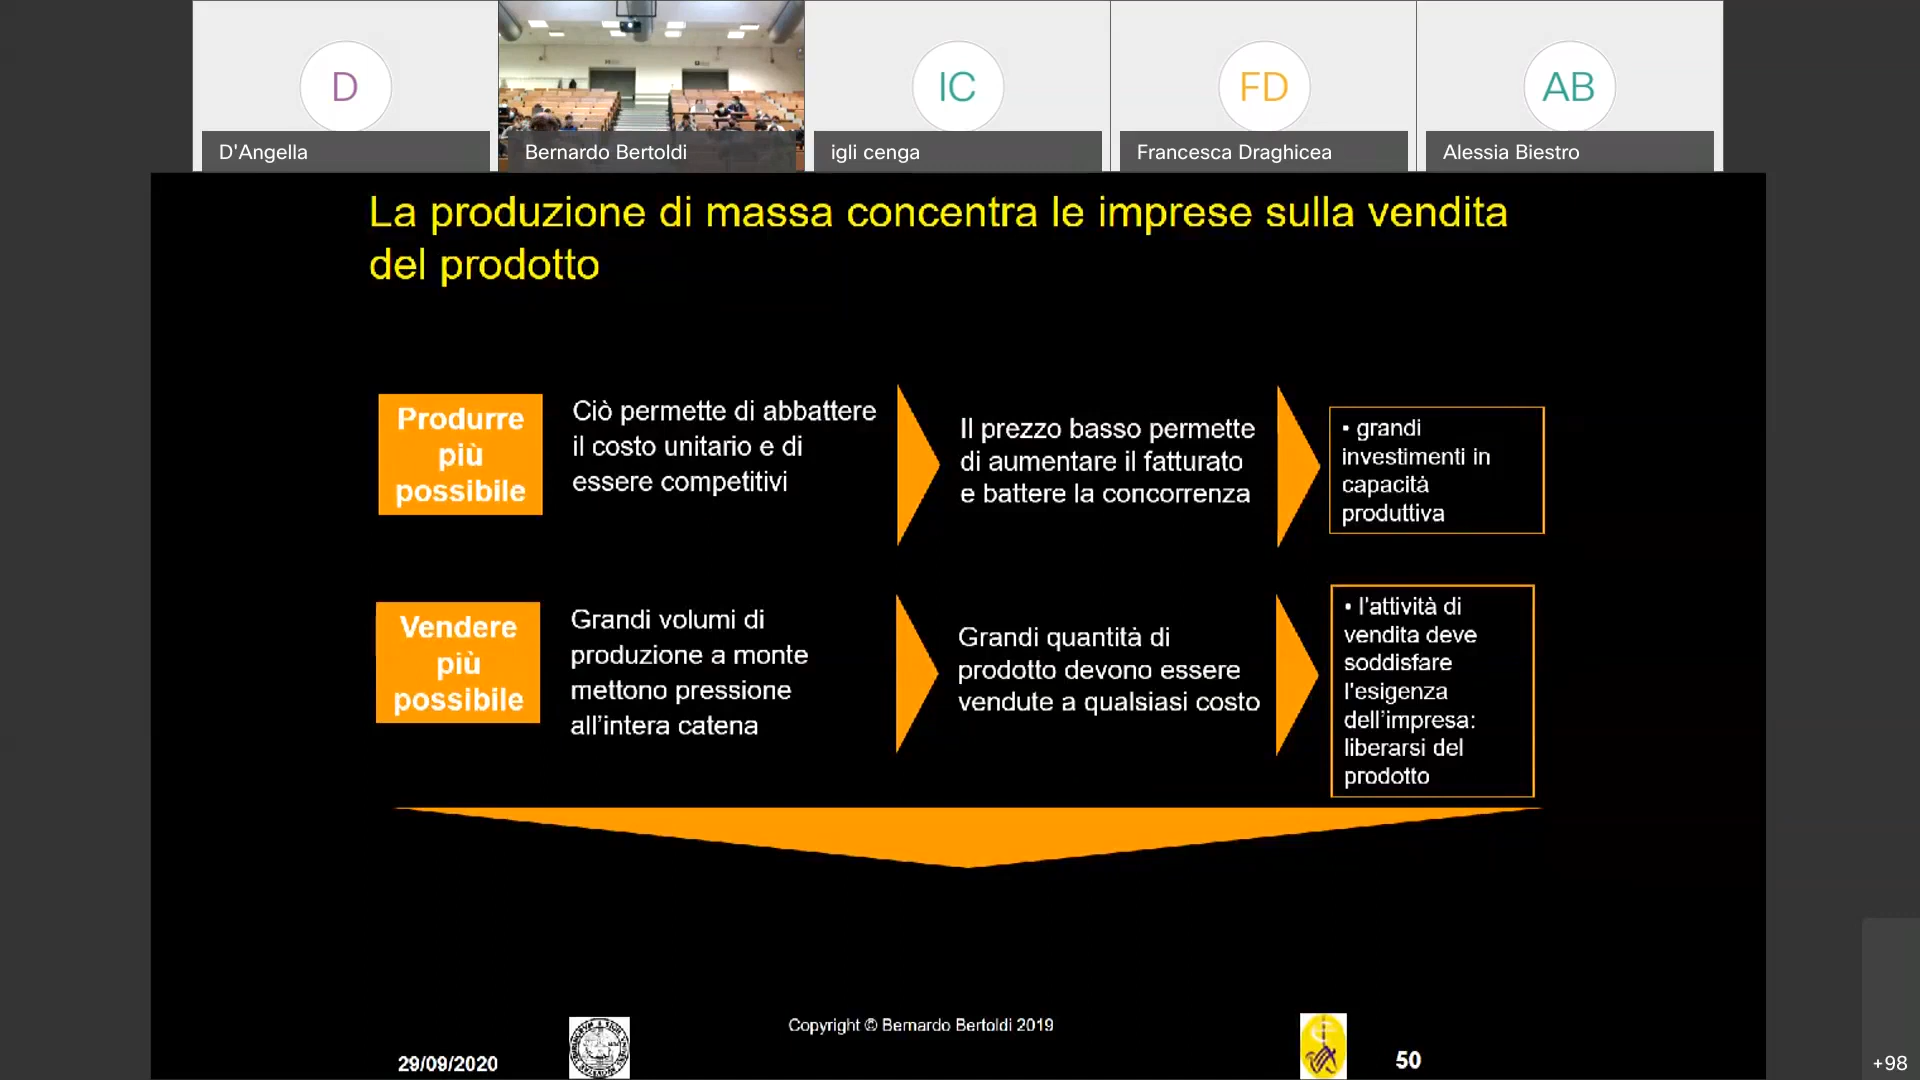 D
IC
FD
AB
D'Angella
Bernardo Bertoldi
igli cenga
Francesca Draghicea
Alessia Biestro
La produzione di massa concentra le imprese sulla vendita
del prodotto
Produrre
più
possibile
Ciò permette di abbattere
il costo unitario e di
essere competitivi
Il prezzo basso permette
di aumentare il fatturato
e battere la concorrenza
• grandi
investimenti in
capacità
produttiva
Vendere
più
possibile
Grandi volumi di
produzione a monte
mettono pressione
all’intera catena
Grandi quantità di
prodotto devono essere
vendute a qualsiasi costo
• l'attività di
vendita deve
soddisfare
l'esigenza
dell’impresa:
liberarsi del
prodotto
Copyright © Bernardo Bertoldi 2019
29/09/2020
50
+98